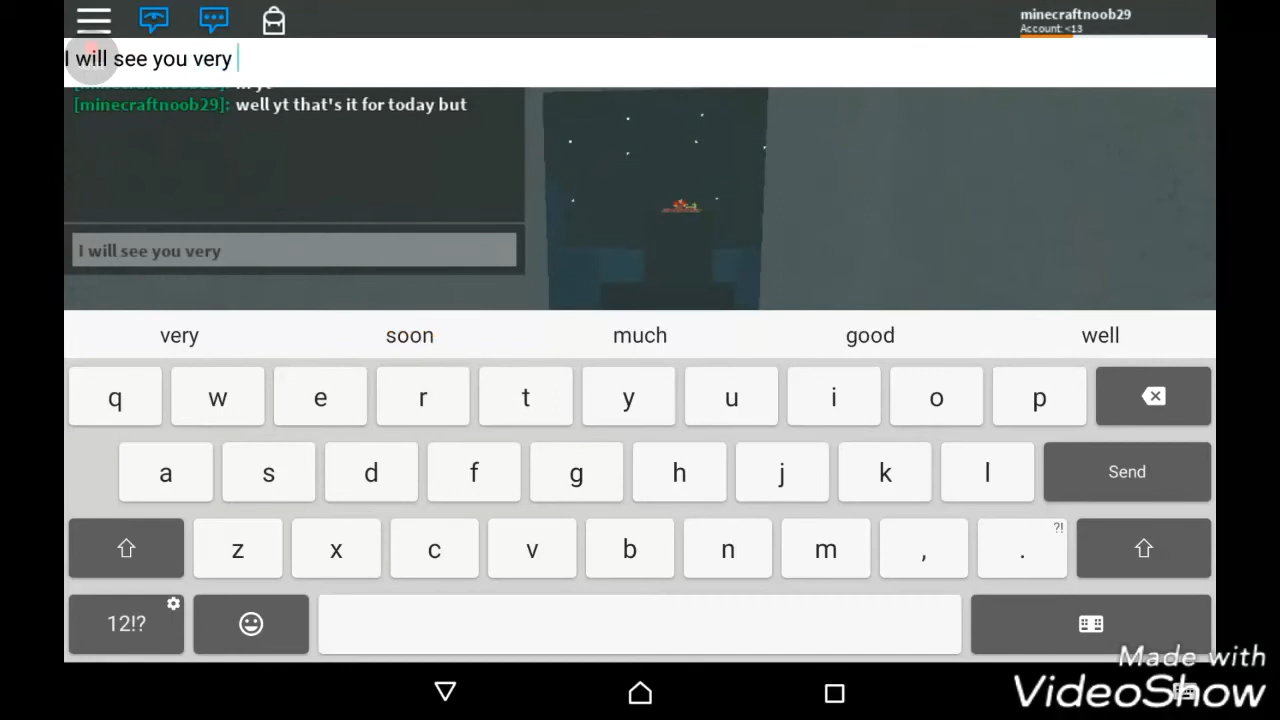 minecraftnoob29
Account: <13
I will see you very
[minecraftnoob29]: well yt that's it for today but
I will see you very
very soon much good well
q w e r t y u i o p
a s d f g h j k l Send
z x c v b n m , . ?!
12!?
Made with
VideoShow